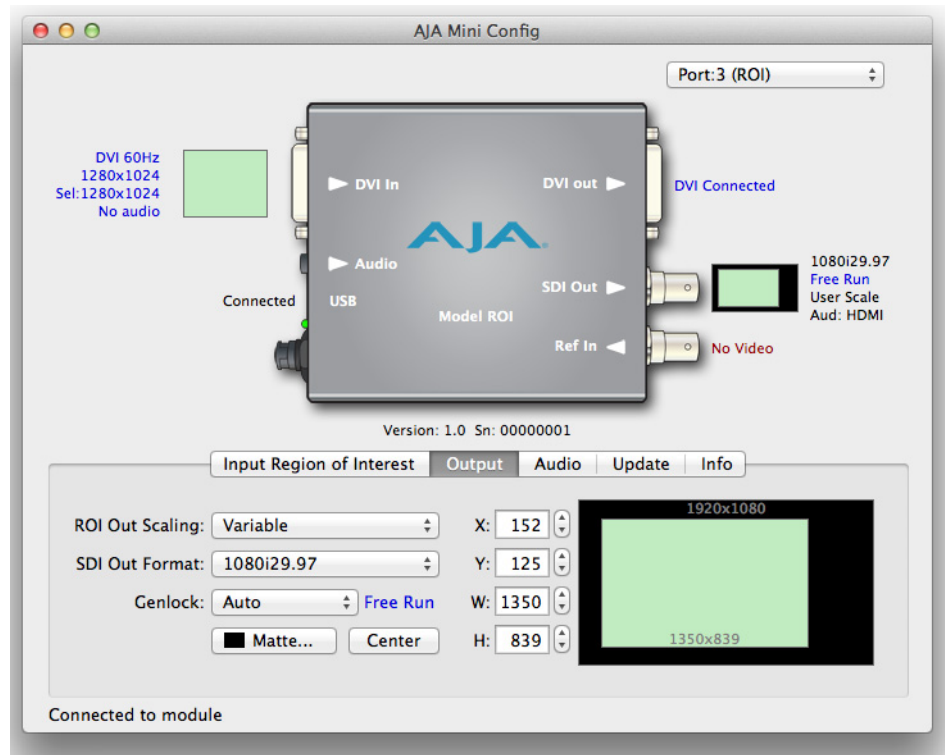 AJA Mini Config
Port:3 (ROI)
DVI 60Hz
1280x1024
Sel:1280x1024
No audio
DVI In
DVI out
DVI Connected
AJA.
Audio
Connected
USB
SDI Out
1080i29.97
Free Run
User Scale
Aud: HDMI
Model ROI
Ref In
No Video
Version: 1.0 Sn: 00000001
Input Region of Interest
Output
Audio
Update
Info
ROI Out Scaling:
Variable
X:
152
SDI Out Format:
1080i29.97
Y:
125
Genlock:
Auto
Free Run
W:
1350
Matte...
Center
H:
839
1920x1080
1350x839
Connected to module